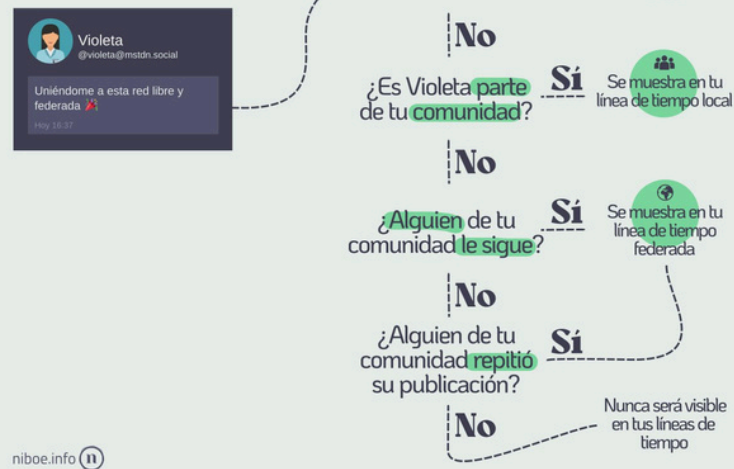 Violeta
@violeta@mstdn.social
Uniéndome a esta red libre y
federada 🎉
Hoy 16:37
No
¿Es Violeta parte
de tu comunidad?
Sí
Se muestra en tu
línea de tiempo local
No
¿Alguien de tu
comunidad le sigue?
Sí
Se muestra en tu
línea de tiempo
federada
No
¿Alguien de tu
comunidad repitió
su publicación?
Sí
No
Nunca será visible
en tus líneas de
tiempo
niboe.info n